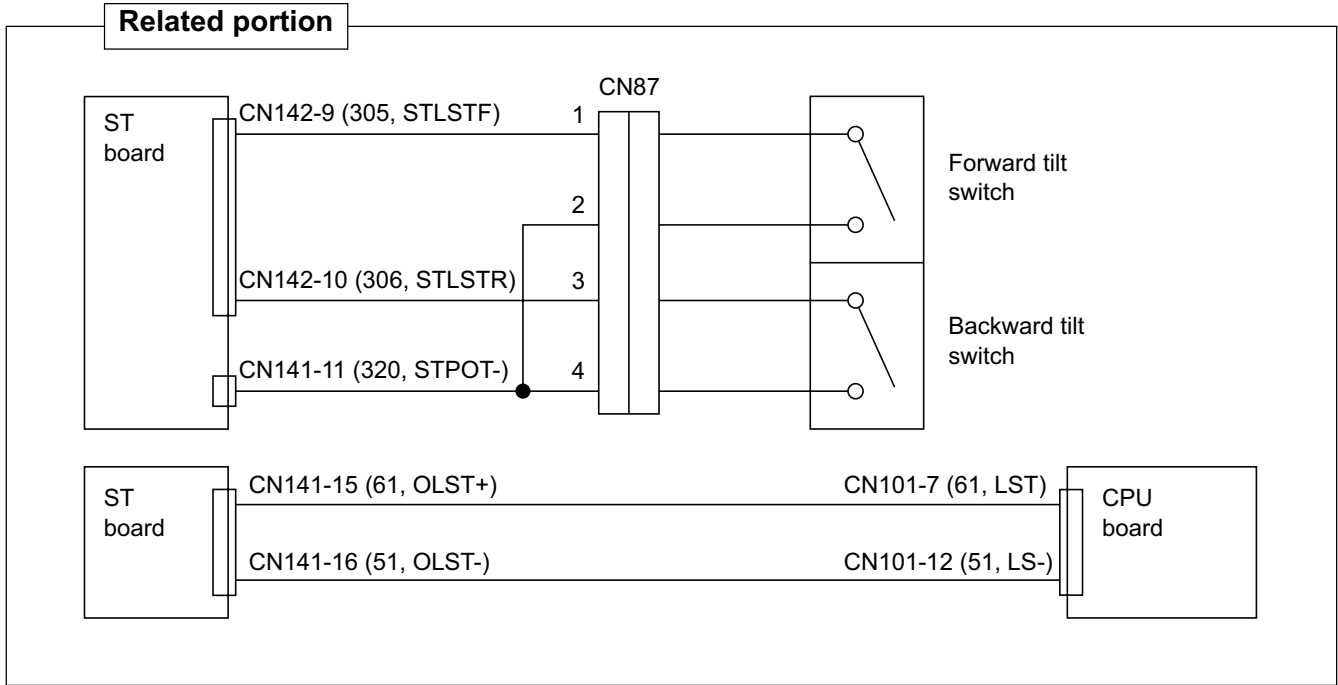 Related portion
CN87
ST
board
CN142-9 (305, STLSTF)
1
Forward tilt
switch
2
CN142-10 (306, STLSTR)
3
Backward tilt
switch
CN141-11 (320, STPOT-)
4
ST
board
CN141-15 (61, OLST+)
CN101-7 (61, LST)
CPU
board
CN141-16 (51, OLST-)
CN101-12 (51, LS-)